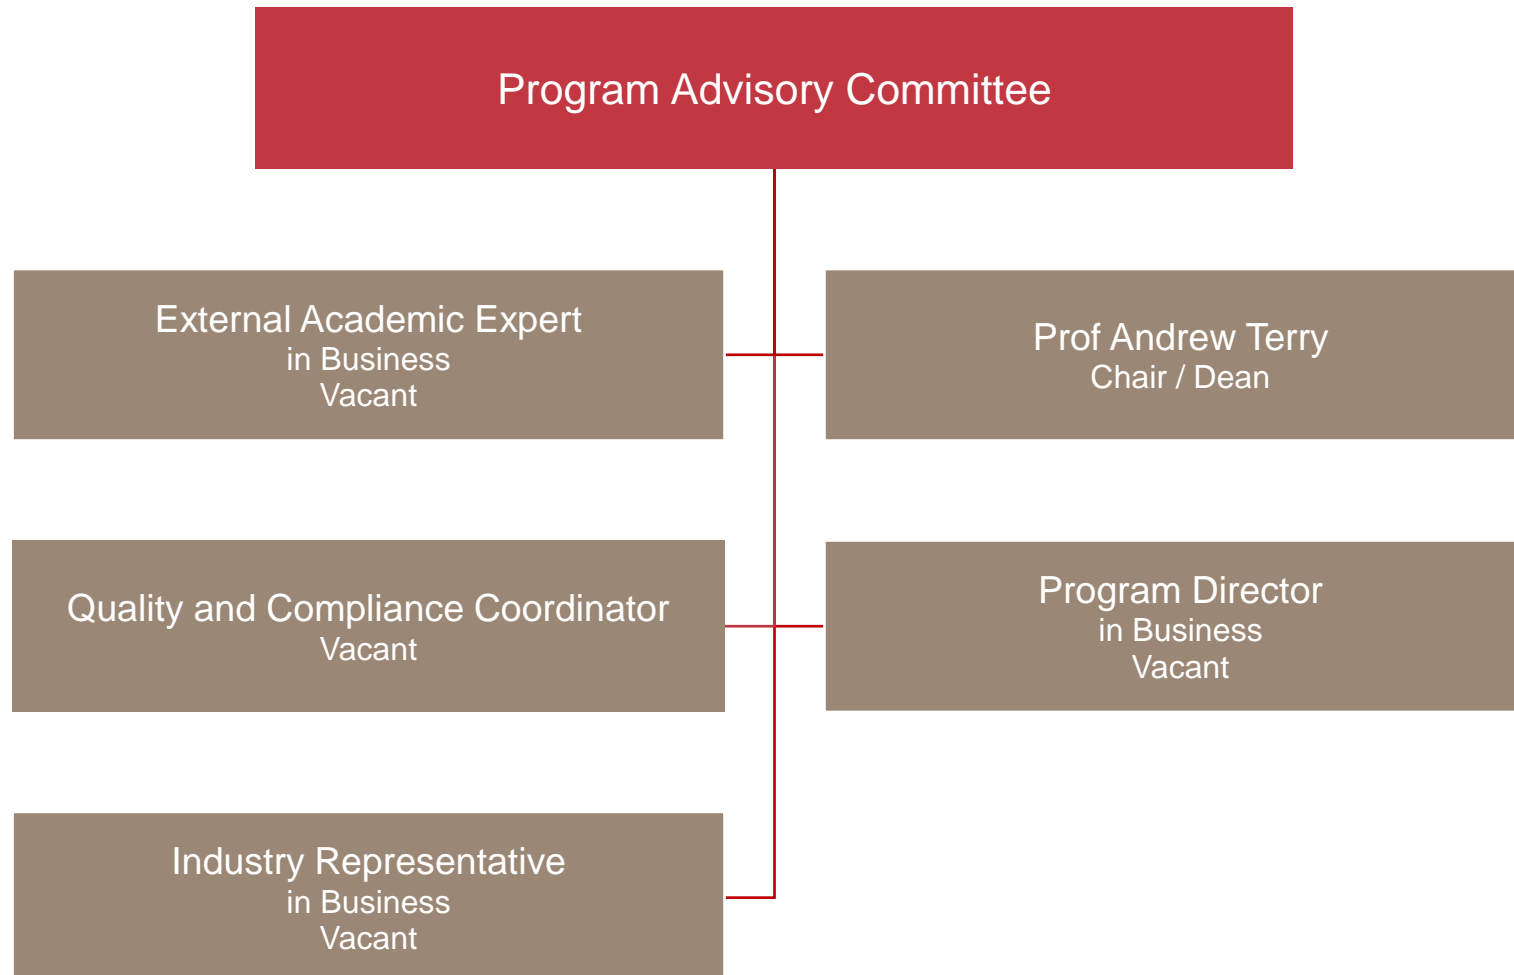 Program Advisory Committee
External Academic Expert
in Business
Vacant
Prof Andrew Terry
Chair / Dean
Quality and Compliance Coordinator
Vacant
Program Director
in Business
Vacant
Industry Representative
in Business
Vacant